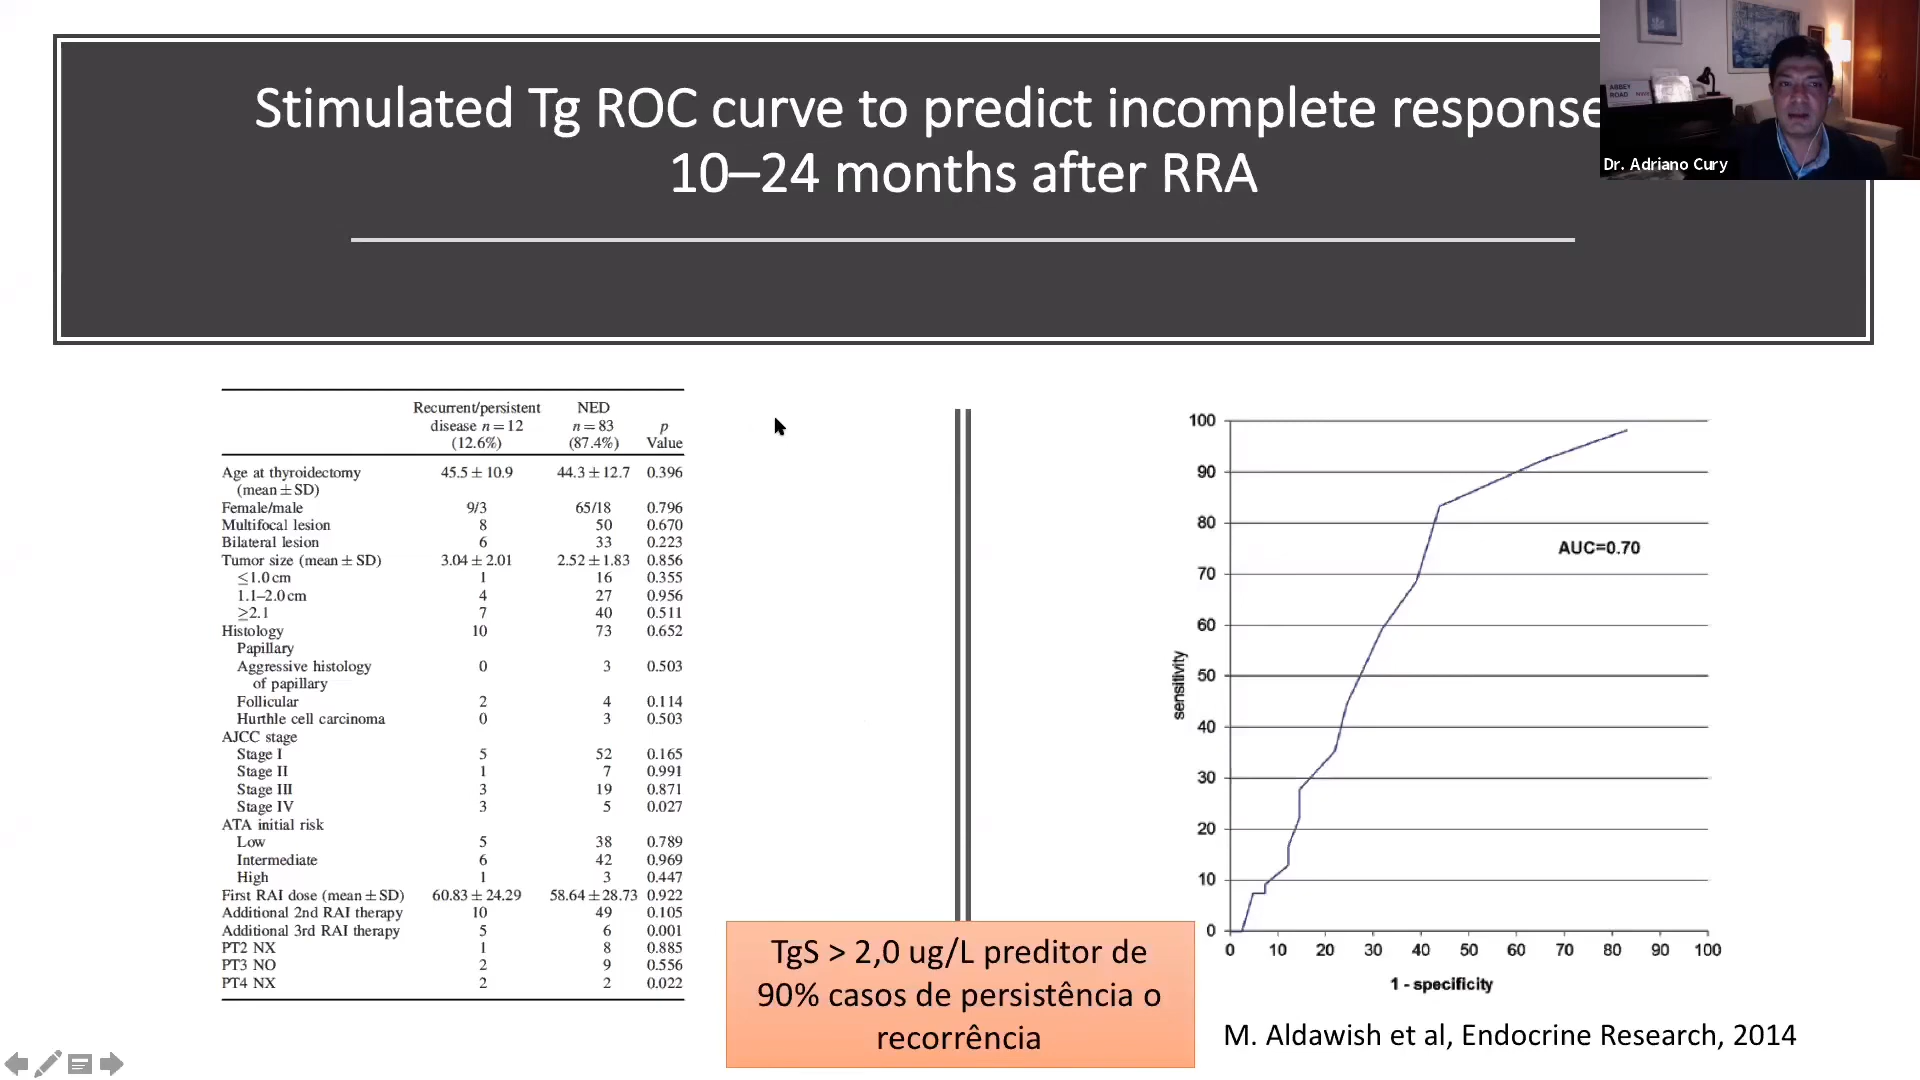 Stimulated Tg ROC curve to predict incomplete response
10–24 months after RRA
ABBEY
ROAD
Dr. Adriano Cury
Recurrent/persistent NED
disease n = 12 n = 83 p
(12.6%) (87.4%) Value
Age at thyroidectomy 45.5 ± 10.9 44.3 ± 12.7 0.396
(mean ± SD)
Female/male 9/3 65/18 0.796
Multifocal lesion 8 50 0.670
Bilateral lesion 6 33 0.223
Tumor size (mean ± SD) 3.04 ± 2.01 2.52 ± 1.83 0.856
≤1.0 cm 1 16 0.355
1.1–2.0 cm 4 27 0.956
≥2.1 7 40 0.511
Histology 10 73 0.652
Papillary
Aggressive histology 0 3 0.503
of papillary
Follicular 2 4 0.114
Hurthle cell carcinoma 0 3 0.503
AJCC stage
Stage I 5 52 0.165
Stage II 1 7 0.991
Stage III 3 19 0.871
Stage IV 3 5 0.027
ATA initial risk
Low 5 38 0.789
Intermediate 6 42 0.969
High 1 3 0.447
First RAI dose (mean ± SD) 60.83 ± 24.29 58.64 ± 28.73 0.922
Additional 2nd RAI therapy 10 49 0.105
Additional 3rd RAI therapy 5 6 0.001
PT2 NX 1 8 0.885
PT3 NO 2 9 0.556
PT4 NX 2 2 0.022
100
90
80
AUC=0.70
70
60
sensitivity
50
40
30
20
10
0
0 10 20 30 40 50 60 70 80 90 100
1 - specificity
TgS > 2,0 ug/L preditor de
90% casos de persistência o
recorrência
M. Aldawish et al, Endocrine Research, 2014